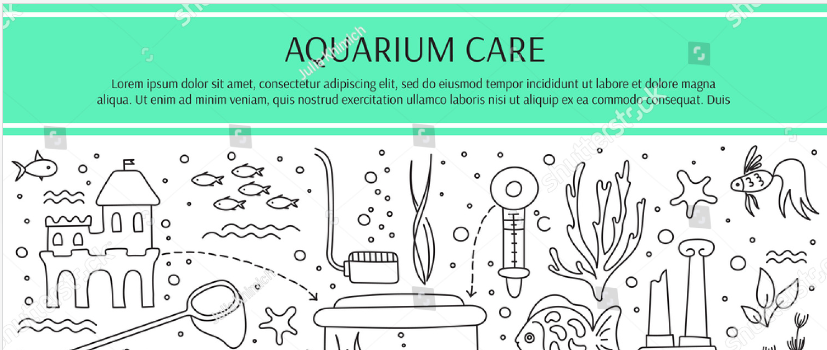 AQUARIUM CARE
Lorem ipsum dolor sit amet, consectetur adipiscing elit, sed do eiusmod tempor incididunt ut labore et dolore magna
aliqua. Ut enim ad minim veniam, quis nostrud exercitation ullamco laboris nisi ut aliquip ex ea commodo consequat. Duis
C
shutterstock